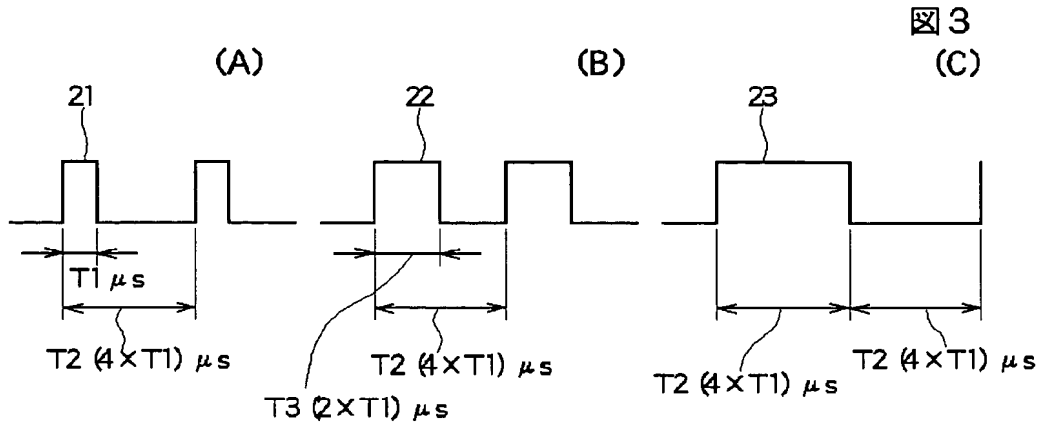 図3
(A)
(B)
(C)
21
22
23
T1 μs
T2 (4×T1) μs
T2 (4×T1) μs
T3 (2×T1) μs
T2 (4×T1) μs
T2 (4×T1) μs